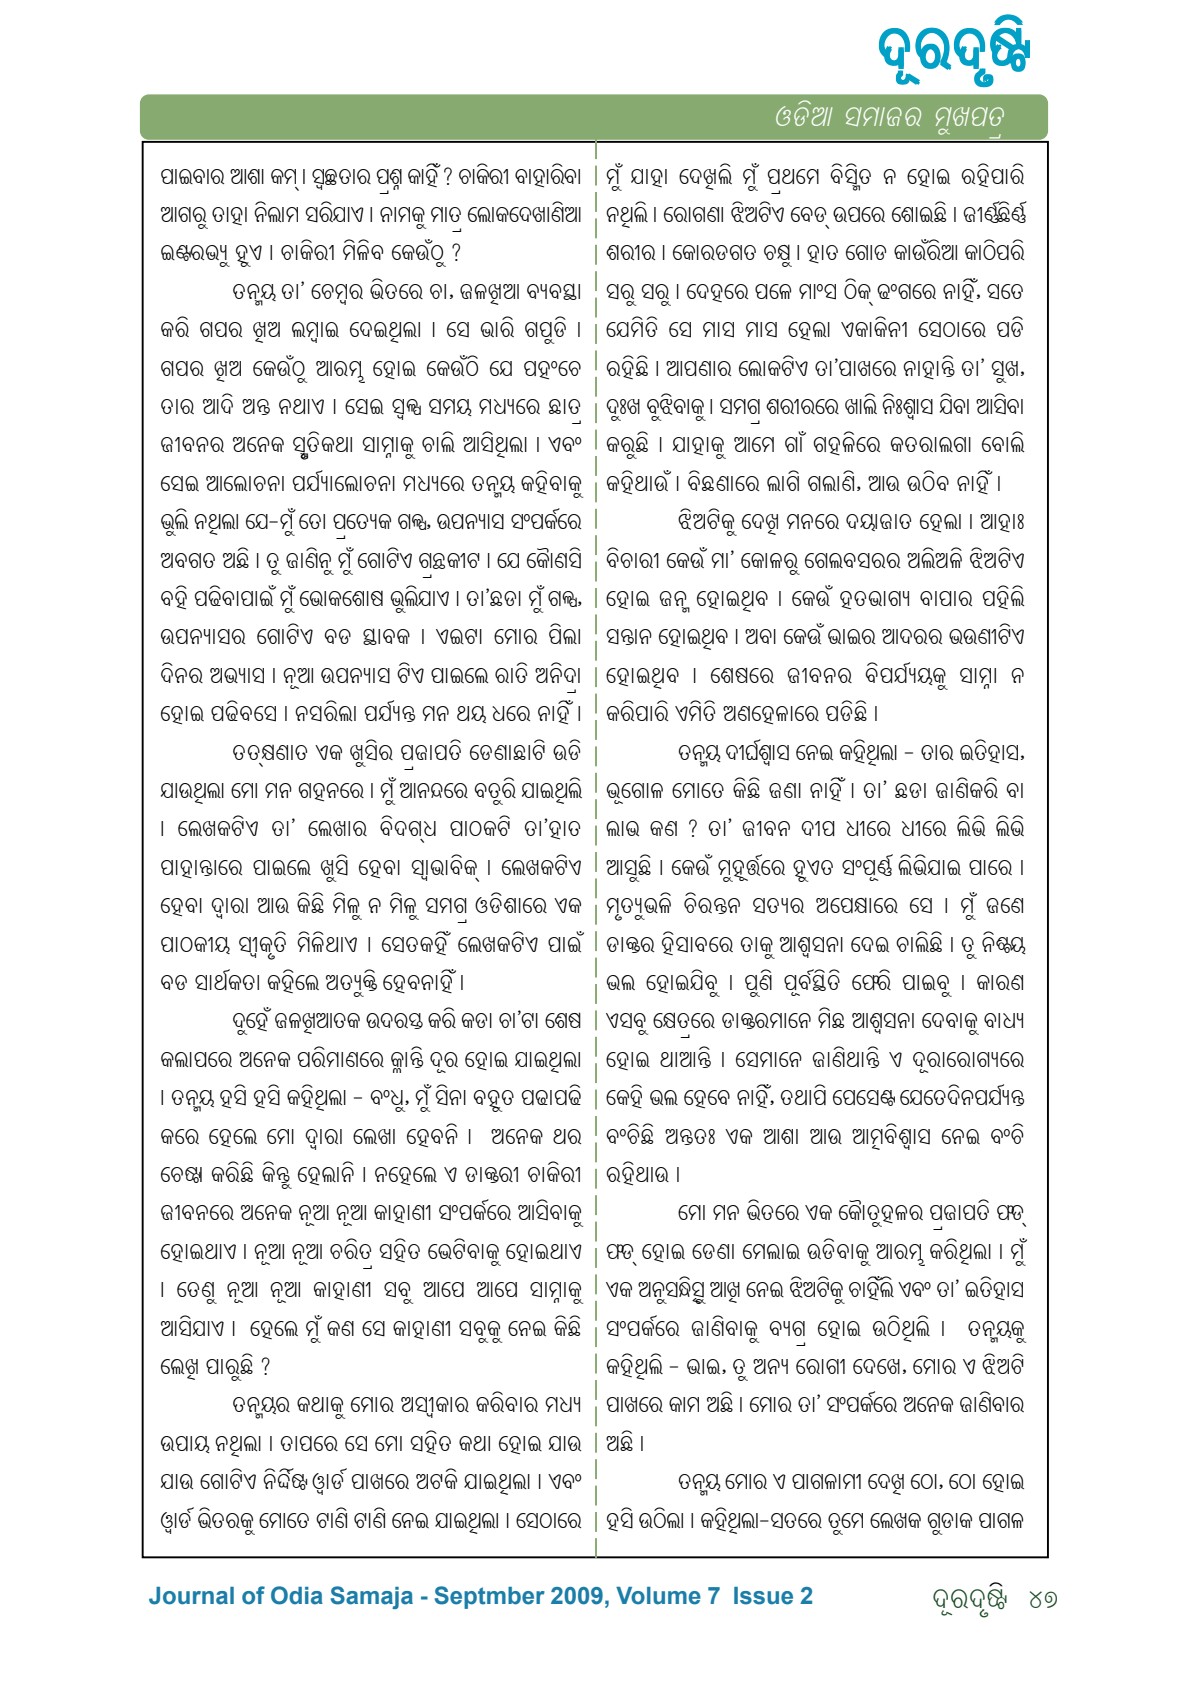 ଦୂରଦୃଷ୍ଟି
ଓଡିଆ ସମାଜର ମୁଖପତ୍ର
ପାଇବାର ଆଶା କମ୍ । ସ୍ୱଚ୍ଛତାର ପ୍ରଶ୍ନ କାହିଁ ? ଚାକିରୀ ବାହାରିବା
ଆଗରୁ ତାହା ନିଲାମ ସରିଯାଏ । ନାମକୁ ମାତ୍ର ଲୋକଦେଖାଣିଆ
ଇଣ୍ଟରଭ୍ୟୁ ହୁଏ । ଚାକିରୀ ମିଳିବ କେଉଁଠୁ ?
ତନ୍ମୟ ତା’ ଚେମ୍ବର ଭିତରେ ଚା, ଜଳଖିଆ ବ୍ୟବସ୍ଥା
କରି ଗପର ଖିଅ ଲମ୍ବାଇ ଦେଇଥିଲା । ସେ ଭାରି ଗପୁଡି ।
ଗପର ଖିଅ କେଉଁଠୁ ଆରମ୍ଭ ହୋଇ କେଉଁଠି ଯେ ପହଂଚେ
ତାର ଆଦି ଅନ୍ତ ନଥାଏ । ସେଇ ସ୍ୱଳ୍ପ ସମୟ ମଧ୍ୟରେ ଛାତ୍ର
ଜୀବନର ଅନେକ ସ୍ମୃତିକଥା ସାମ୍ନାକୁ ଚାଲି ଆସିଥିଲା । ଏବଂ
ସେଇ ଆଲୋଚନା ପର୍ଯ୍ୟାଲୋଚନା ମଧ୍ୟରେ ତନ୍ମୟ କହିବାକୁ
ଭୁଲି ନଥିଲା ଯେ-ମୁଁ ତୋ ପ୍ରତ୍ୟେକ ଗଳ୍ପ, ଉପନ୍ୟାସ ସଂପର୍କରେ
ଅବଗତ ଅଛି । ତୁ ଜାଣିନୁ ମୁଁ ଗୋଟିଏ ଗ୍ରଛକୀଟ । ଯେ କୌଣସି
ବହି ପଢିବାପାଇଁ ମୁଁ ଭୋକଶୋଷ ଭୁଲିଯାଏ । ତା’ଛଡା ମୁଁ ଗଳ୍ପ,
ଉପନ୍ୟାସର ଗୋଟିଏ ବଡ ସ୍ଥାବକ । ଏଇଟା ମୋର ପିଲା
ଦିନର ଅଭ୍ୟାସ । ନୂଆ ଉପନ୍ୟାସ ଟିଏ ପାଇଲେ ରାତି ଅନିଦ୍ରା
ହୋଇ ପଢିବସେ । ନସରିଲା ପର୍ଯ୍ୟନ୍ତ ମନ ଥୟ ଧରେ ନାହିଁ ।
ତତ୍‌କ୍ଷଣାତ ଏକ ଖୁସିର ପ୍ରଜାପତି ଡେଣାଛାଟି ଉଡି
ଯାଉଥିଲା ମୋ ମନ ଗହନରେ । ମୁଁ ଆନନ୍ଦରେ ବତୁରି ଯାଇଥିଲି
। ଲେଖକଟିଏ ତା’ ଲେଖାର ବିଦଗ୍ଧ ପାଠକଟି ତା’ହାତ
ପାହାନ୍ତାରେ ପାଇଲେ ଖୁସି ହେବା ସ୍ୱାଭାବିକ୍ । ଲେଖକଟିଏ
ହେବା ଦ୍ୱାରା ଆଉ କିଛି ମିଳୁ ନ ମିଳୁ ସମଗ୍ର ଓଡିଶାରେ ଏକ
ପାଠକୀୟ ସ୍ୱୀକୃତି ମିଳିଥାଏ । ସେତକହିଁ ଲେଖକଟିଏ ପାଇଁ
ବଡ ସାର୍ଥକତା କହିଲେ ଅତ୍ୟୁକ୍ତି ହେବନାହିଁ ।
ଦୁହେଁ ଜଳଖିଆତକ ଉଦରସ୍ତ କରି କଡା ଚା’ଟା ଶେଷ
କଲାପରେ ଅନେକ ପରିମାଣରେ କ୍ଳାନ୍ତି ଦୂର ହୋଇ ଯାଇଥିଲା
। ତନ୍ମୟ ହସି ହସି କହିଥିଲା - ବଂଧୁ, ମୁଁ ସିନା ବହୁତ ପଢାପଢି
କରେ ହେଲେ ମୋ ଦ୍ୱାରା ଲେଖା ହେବନି । ଅନେକ ଥର
ଚେଷ୍ଟା କରିଛି କିନ୍ତୁ ହେଲାନି । ନହେଲେ ଏ ଡାକ୍ତରୀ ଚାକିରୀ
ଜୀବନରେ ଅନେକ ନୂଆ ନୂଆ କାହାଣୀ ସଂପର୍କରେ ଆସିବାକୁ
ହୋଇଥାଏ । ନୂଆ ନୂଆ ଚରିତ୍ର ସହିତ ଭେଟିବାକୁ ହୋଇଥାଏ
। ତେଣୁ ନୂଆ ନୂଆ କାହାଣୀ ସବୁ ଆପେ ଆପେ ସାମ୍ନାକୁ
ଆସିଯାଏ । ହେଲେ ମୁଁ କଣ ସେ କାହାଣୀ ସବୁକୁ ନେଇ କିଛି
ଲେଖି ପାରୁଛି ?
ତନ୍ମୟର କଥାକୁ ମୋର ଅସ୍ୱୀକାର କରିବାର ମଧ୍ୟ
ଉପାୟ ନଥିଲା । ତାପରେ ସେ ମୋ ସହିତ କଥା ହୋଇ ଯାଉ
ଯାଉ ଗୋଟିଏ ନିର୍ଦ୍ଦିଷ୍ଟ ଓ୍ୱାର୍ଡ ପାଖରେ ଅଟକି ଯାଇଥିଲା । ଏବଂ
ଓ୍ୱାର୍ଡ ଭିତରକୁ ମୋତେ ଟାଣି ଟାଣି ନେଇ ଯାଇଥିଲା । ସେଠାରେ
ମୁଁ ଯାହା ଦେଖିଲି ମୁଁ ପ୍ରଥମେ ବିସ୍ମିତ ନ ହୋଇ ରହିପାରି
ନଥିଲି । ରୋଗଣା ଝିଅଟିଏ ବେଡ୍ ଉପରେ ଶୋଇଛି । ଜୀର୍ଣ୍ଣଛିର୍ଣ୍ଣ
ଶରୀର । କୋରଡଗତ ଚକ୍ଷୁ । ହାତ ଗୋଡ କାଉଁରିଆ କାଠିପରି
ସରୁ ସରୁ । ଦେହରେ ପଳେ ମାଂସ ଠିକ୍ ଢଂଗରେ ନାହିଁ, ସତେ
ଯେମିତି ସେ ମାସ ମାସ ହେଲା ଏକାକିନୀ ସେଠାରେ ପଡି
ରହିଛି । ଆପଣାର ଲୋକଟିଏ ତା’ପାଖରେ ନାହାନ୍ତି ତା’ ସୁଖ,
ଦୁଃଖ ବୁଝିବାକୁ । ସମଗ୍ର ଶରୀରରେ ଖାଲି ନିଃଶ୍ୱାସ ଯିବା ଆସିବା
କରୁଛି । ଯାହାକୁ ଆମେ ଗାଁ ଗହଳିରେ କତରାଲଗା ବୋଲି
କହିଥାଉଁ । ବିଛଣାରେ ଲାଗି ଗଲାଣି, ଆଉ ଉଠିବ ନାହିଁ ।
ଝିଅଟିକୁ ଦେଖି ମନରେ ଦୟାଜାତ ହେଲା । ଆହାଃ
ବିଚାରୀ କେଉଁ ମା’ କୋଳରୁ ଗେଲବସରର ଅଲିଅଳି ଝିଅଟିଏ
ହୋଇ ଜନ୍ମ ହୋଇଥିବ । କେଉଁ ହତଭାଗ୍ୟ ବାପାର ପହିଲି
ସନ୍ତାନ ହୋଇଥିବ । ଅବା କେଉଁ ଭାଇର ଆଦରର ଭଉଣୀଟିଏ
ହୋଇଥିବ । ଶେଷରେ ଜୀବନର ବିପର୍ଯ୍ୟୟକୁ ସାମ୍ନା ନ
କରିପାରି ଏମିତି ଅଣହେଳାରେ ପଡିଛି ।
ତନ୍ମୟ ଦୀର୍ଘଶ୍ୱାସ ନେଇ କହିଥିଲା - ତାର ଇତିହାସ,
ଭୂଗୋଳ ମୋତେ କିଛି ଜଣା ନାହିଁ । ତା’ ଛଡା ଜାଣିକରି ବା
ଲାଭ କଣ ? ତା’ ଜୀବନ ଦୀପ ଧୀରେ ଧୀରେ ଲିଭି ଲିଭି
ଆସୁଛି । କେଉଁ ମୁହୂର୍ତ୍ତରେ ହୁଏତ ସଂପୂର୍ଣ୍ଣ ଲିଭିଯାଇ ପାରେ ।
ମୃତ୍ୟୁଭଳି ଚିରନ୍ତନ ସତ୍ୟର ଅପେକ୍ଷାରେ ସେ । ମୁଁ ଜଣେ
ଡାକ୍ତର ହିସାବରେ ତାକୁ ଆଶ୍ୱସନା ଦେଇ ଚାଲିଛି । ତୁ ନିଶ୍ଚୟ
ଭଲ ହୋଇଯିବୁ । ପୁଣି ପୂର୍ବସ୍ଥିତି ଫେରି ପାଇବୁ । କାରଣ
ଏସବୁ କ୍ଷେତ୍ରରେ ଡାକ୍ତରମାନେ ମିଛ ଆଶ୍ୱସନା ଦେବାକୁ ବାଧ୍ୟ
ହୋଇ ଥାଆନ୍ତି । ସେମାନେ ଜାଣିଥାନ୍ତି ଏ ଦୂରାରୋଗ୍ୟରେ
କେହି ଭଲ ହେବେ ନାହିଁ, ତଥାପି ପେସେଣ୍ଟ ଯେତେଦିନପର୍ଯ୍ୟନ୍ତ
ବଂଚିଛି ଅନ୍ତତଃ ଏକ ଆଶା ଆଉ ଆତ୍ମବିଶ୍ୱାସ ନେଇ ବଂଚି
ରହିଥାଉ ।
ମୋ ମନ ଭିତରେ ଏକ କୌତୁହଳର ପ୍ରଜାପତି ଫଡ୍
ଫଡ୍ ହୋଇ ଡେଣା ମେଲାଇ ଉଡିବାକୁ ଆରମ୍ଭ କରିଥିଲା । ମୁଁ
ଏକ ଅନୁସନ୍ଧିତ୍ସୁ ଆଖି ନେଇ ଝିଅଟିକୁ ଚାହିଁଲି ଏବଂ ତା’ ଇତିହାସ
ସଂପର୍କରେ ଜାଣିବାକୁ ବ୍ୟଗ୍ର ହୋଇ ଉଠିଥିଲି । ତନ୍ମୟକୁ
କହିଥିଲି - ଭାଇ, ତୁ ଅନ୍ୟ ରୋଗୀ ଦେଖେ, ମୋର ଏ ଝିଅଟି
ପାଖରେ କାମ ଅଛି । ମୋର ତା’ ସଂପର୍କରେ ଅନେକ ଜାଣିବାର
ଅଛି ।
ତନ୍ମୟ ମୋର ଏ ପାଗଳାମୀ ଦେଖି ଠୋ, ଠୋ ହୋଇ
ହସି ଉଠିଲା । କହିଥିଲା-ସତରେ ତୁମେ ଲେଖକ ଗୁଡାକ ପାଗଳ
Journal of Odia Samaja - Septmber 2009, Volume 7 Issue 2
ଦୂରଦୃଷ୍ଟି ୪୭